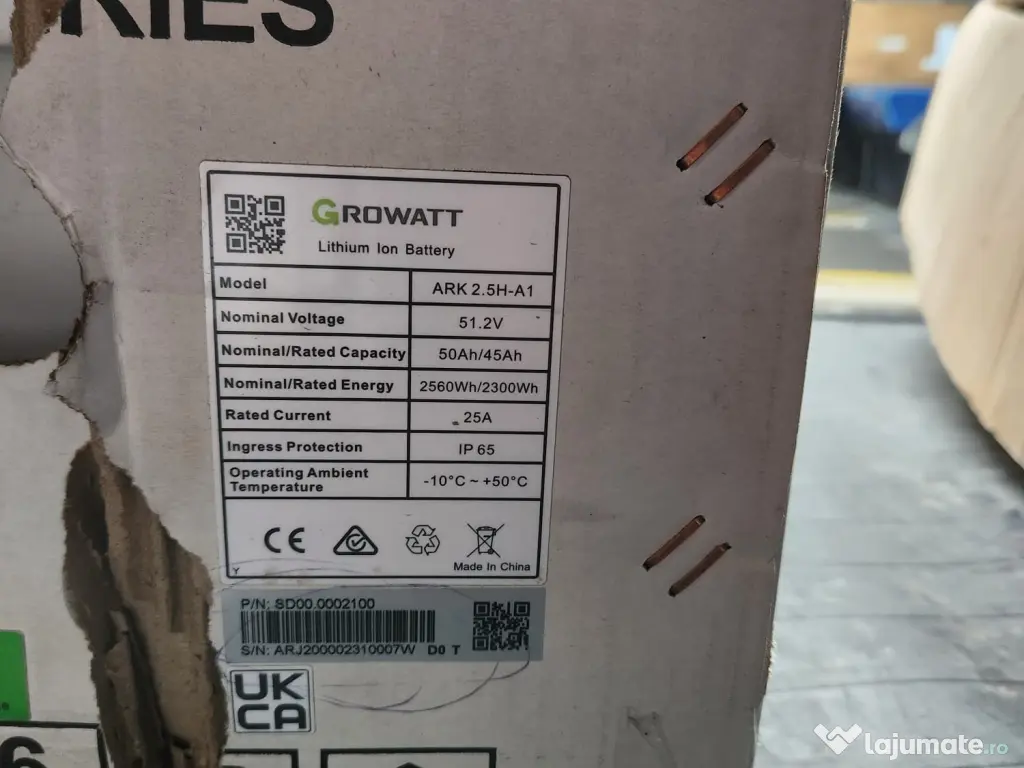 RIES
GROWATT
Lithium Ion Battery
Model ARK 2.5H-A1
Nominal Voltage 51.2V
Nominal/Rated Capacity 50Ah/45Ah
Nominal/Rated Energy 2560Wh/2300Wh
Rated Current 25A
Ingress Protection IP 65
Operating Ambient
Temperature -10°C ~ +50°C
CE
Made In China
P/N: SD00.0002100
S/N: ARJ200002310007W D0 T
UK
CA
6
lajumate.ro